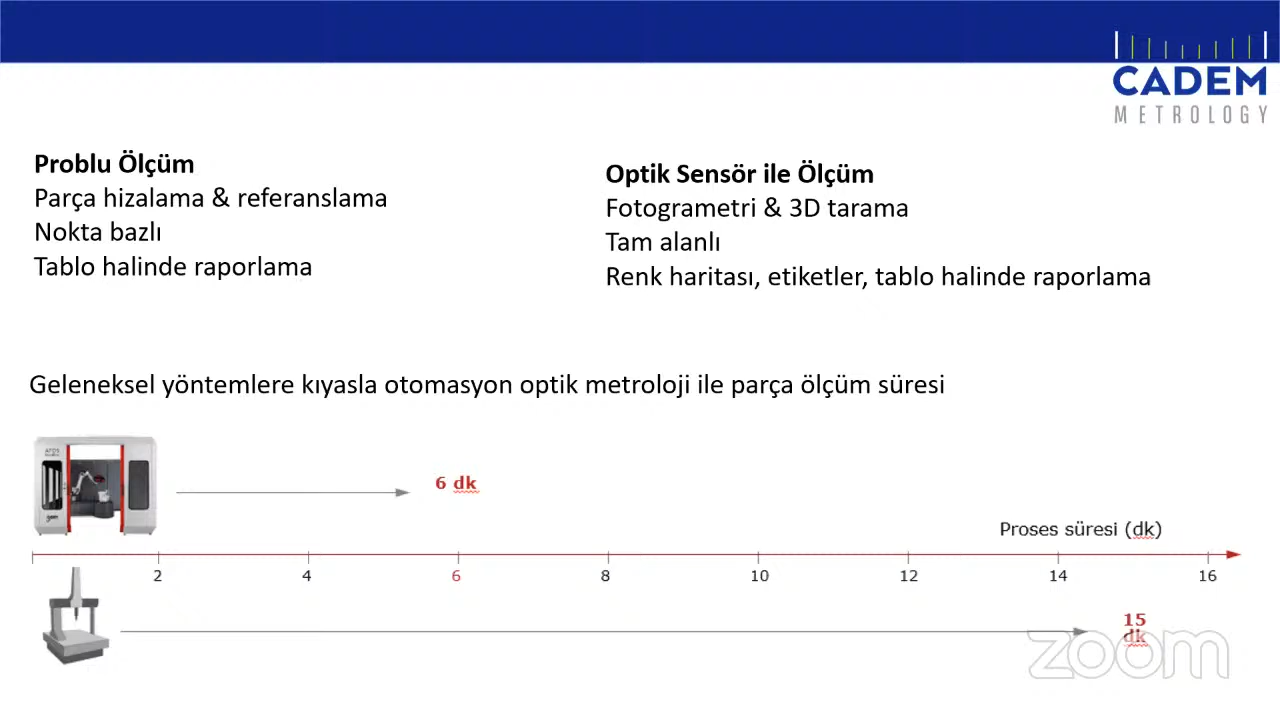 CADEM
METROLOGY
Problu Ölçüm
Parça hizalama & referanslama
Nokta bazlı
Tablo halinde raporlama
Optik Sensör ile Ölçüm
Fotogrametri & 3D tarama
Tam alanlı
Renk haritası, etiketler, tablo halinde raporlama
Geleneksel yöntemlere kıyasla otomasyon optik metroloji ile parça ölçüm süresi
ATOS
6 dk
Proses süresi (dk)
2 4 6 8 10 12 14 16
15
dk
zoom